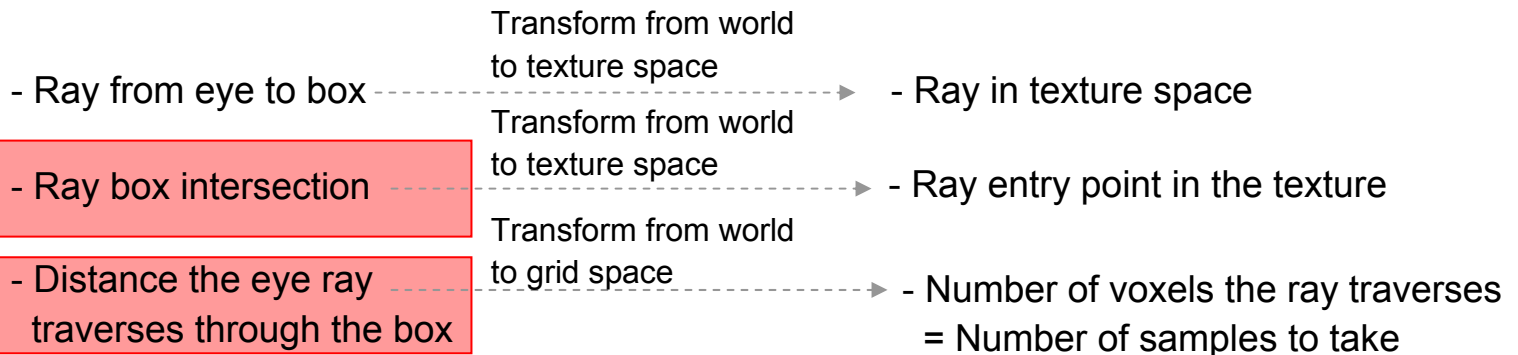 Transform from world
to texture space
- Ray from eye to box
- Ray in texture space
Transform from world
to texture space
- Ray box intersection
- Ray entry point in the texture
Transform from world
to grid space
- Distance the eye ray
traverses through the box
- Number of voxels the ray traverses
= Number of samples to take